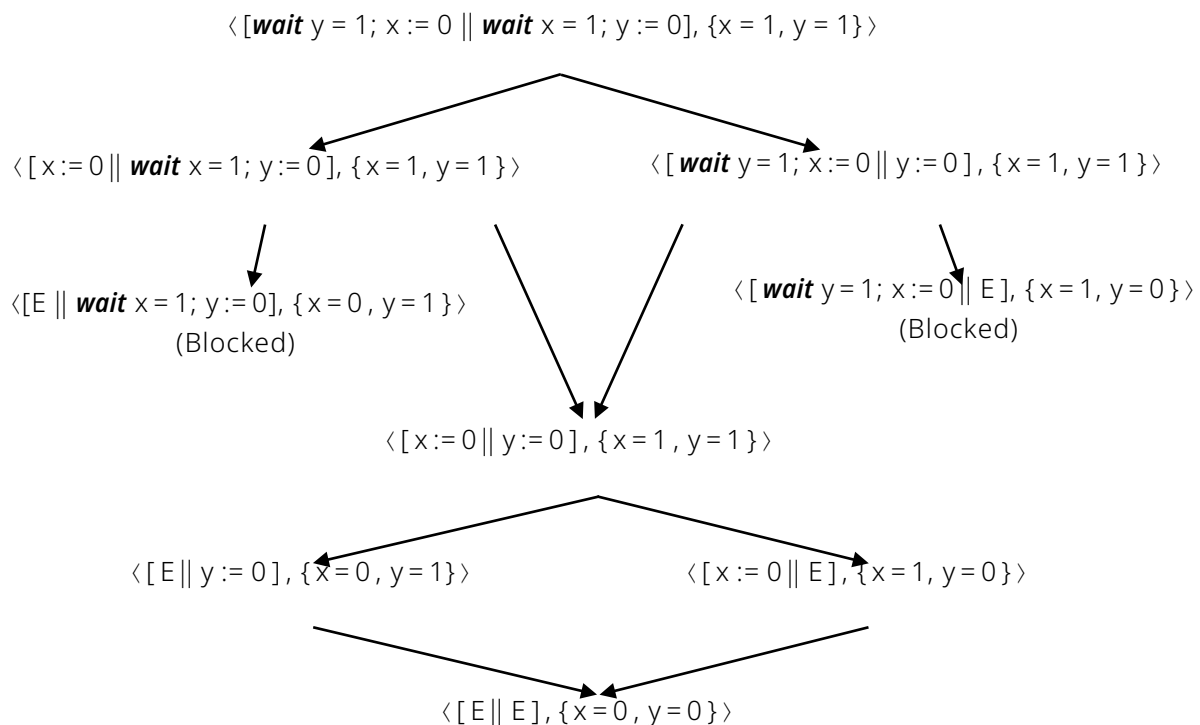 ⟨ [wait y = 1; x := 0 || wait x = 1; y := 0], {x = 1, y = 1} ⟩
⟨ [ x := 0 || wait x = 1; y := 0 ], { x = 1, y = 1 } ⟩
⟨ [ wait y = 1; x := 0 || y := 0 ] , { x = 1, y = 1 } ⟩
⟨[E || wait x = 1; y := 0], { x = 0 , y = 1 } ⟩
(Blocked)
⟨ [ wait y = 1; x := 0 || E ], { x = 1, y = 0 } ⟩
(Blocked)
⟨ [ x := 0 || y := 0 ] , { x = 1 , y = 1 } ⟩
⟨ [ E || y := 0 ] , { x = 0 , y = 1} ⟩
⟨ [ x := 0 || E ] , { x = 1, y = 0 } ⟩
⟨ [ E || E ] , { x = 0 , y = 0 } ⟩